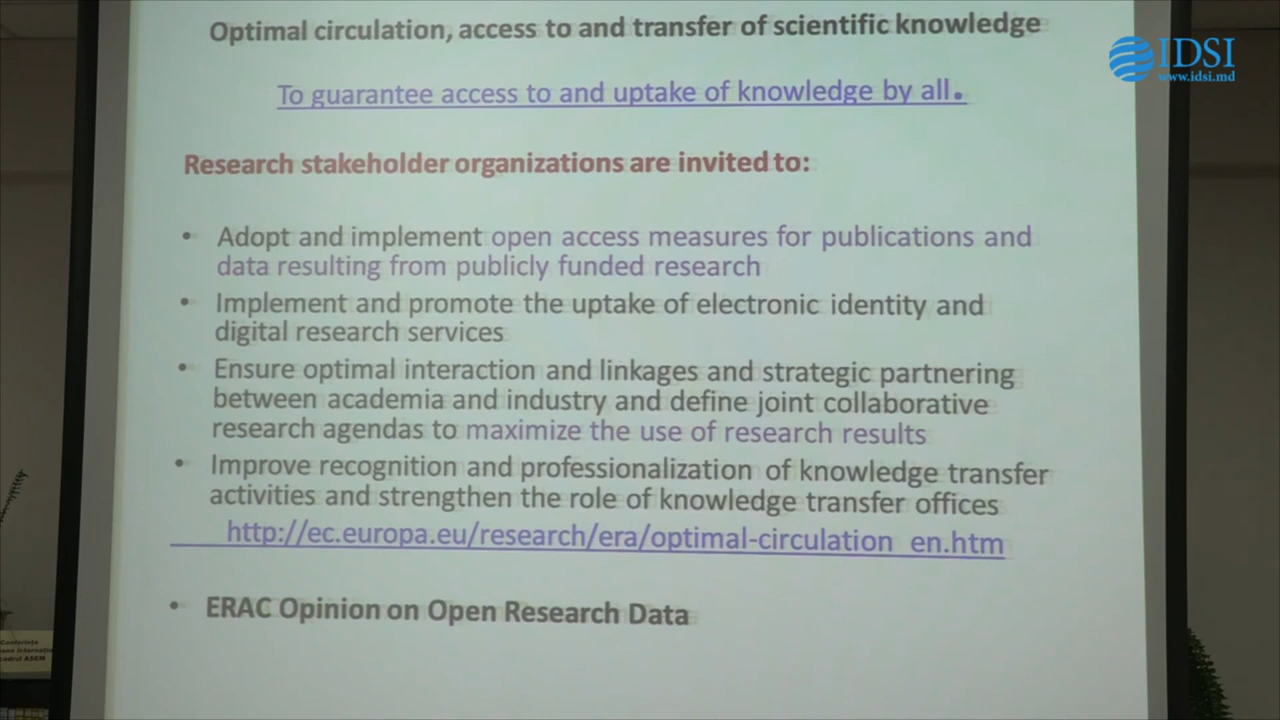 Optimal circulation, access to and transfer of scientific knowledge
IDSI
www.idsi.md
To guarantee access to and uptake of knowledge by all.
Research stakeholder organizations are invited to:
• Adopt and implement open access measures for publications and
data resulting from publicly funded research
• Implement and promote the uptake of electronic identity and
digital research services
• Ensure optimal interaction and linkages and strategic partnering
between academia and industry and define joint collaborative
research agendas to maximize the use of research results
• Improve recognition and professionalization of knowledge transfer
activities and strengthen the role of knowledge transfer offices
http://ec.europa.eu/research/era/optimal-circulation_en.htm
• ERAC Opinion on Open Research Data
Conferințe
cadrul ASEM